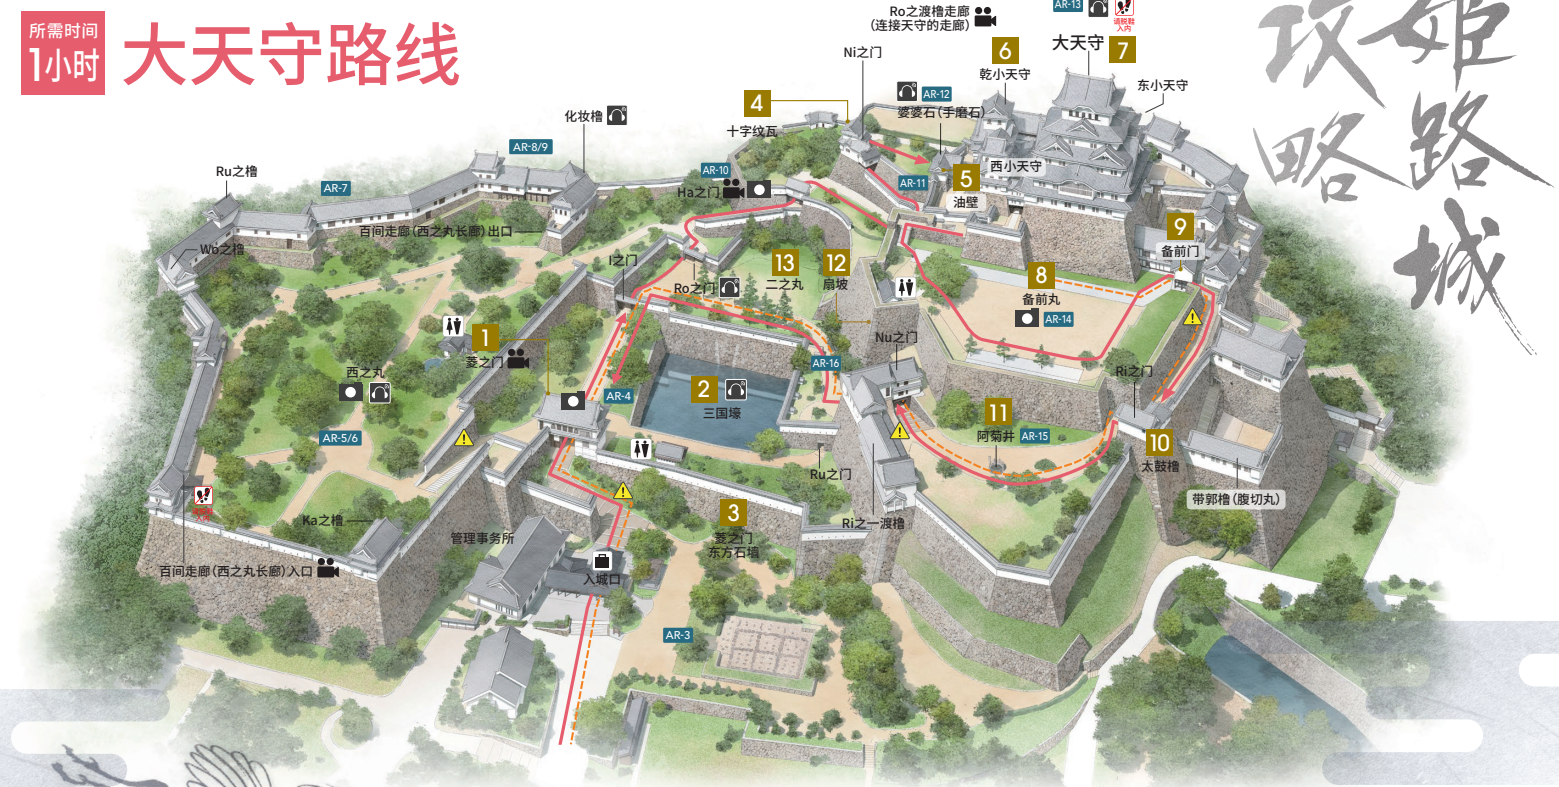 所需时间
1小时
大天守路线
姬路城
攻略
Ro之渡橹走廊
(连接天守的走廊)
AR-13
请脱鞋
入内
大天守
7
6
乾小天守
Ni之门
东小天守
4
十字纹瓦
AR-12
婆婆石(手磨石)
化妆橹
AR-8/9
Ru之橹
AR-7
AR-10
Ha之门
西小天守
AR-11
5
油壁
9
备前门
百间走廊(西之丸长廊)出口
Wo之橹
I之门
Ro之门
13
二之丸
12
扇坡
8
备前丸
AR-14
1
菱之门
Nu之门
AR-16
Ri之门
西之丸
AR-4
2
三国壕
11
阿菊井
AR-15
AR-5/6
10
太鼓橹
Ru之门
带郭橹(腹切丸)
Ka之橹
3
菱之门
东方石墙
Ri之一渡橹
管理事务所
百间走廊(西之丸长廊)入口
入城口
AR-3